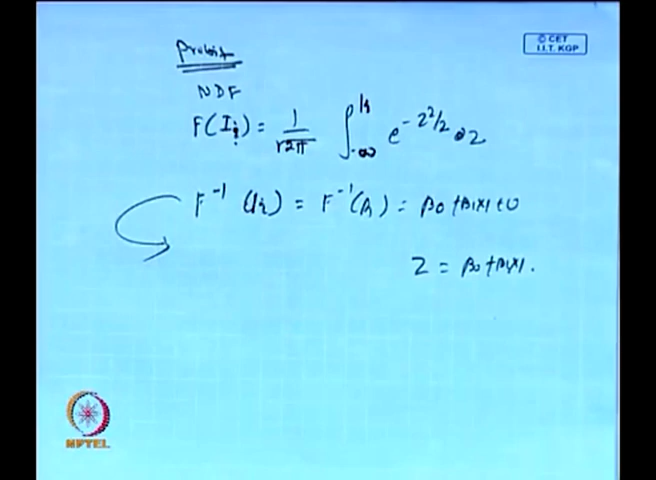 Probit
© CET
I.I.T. KGP
NDF
F(Ii) = 1/√2π ∫-∞^Ii e^-z²/2 dz
F⁻¹(Ii) = F⁻¹(Pi) = β0 + β1X1 + U
Z = β0 + β1X1.
NPTEL